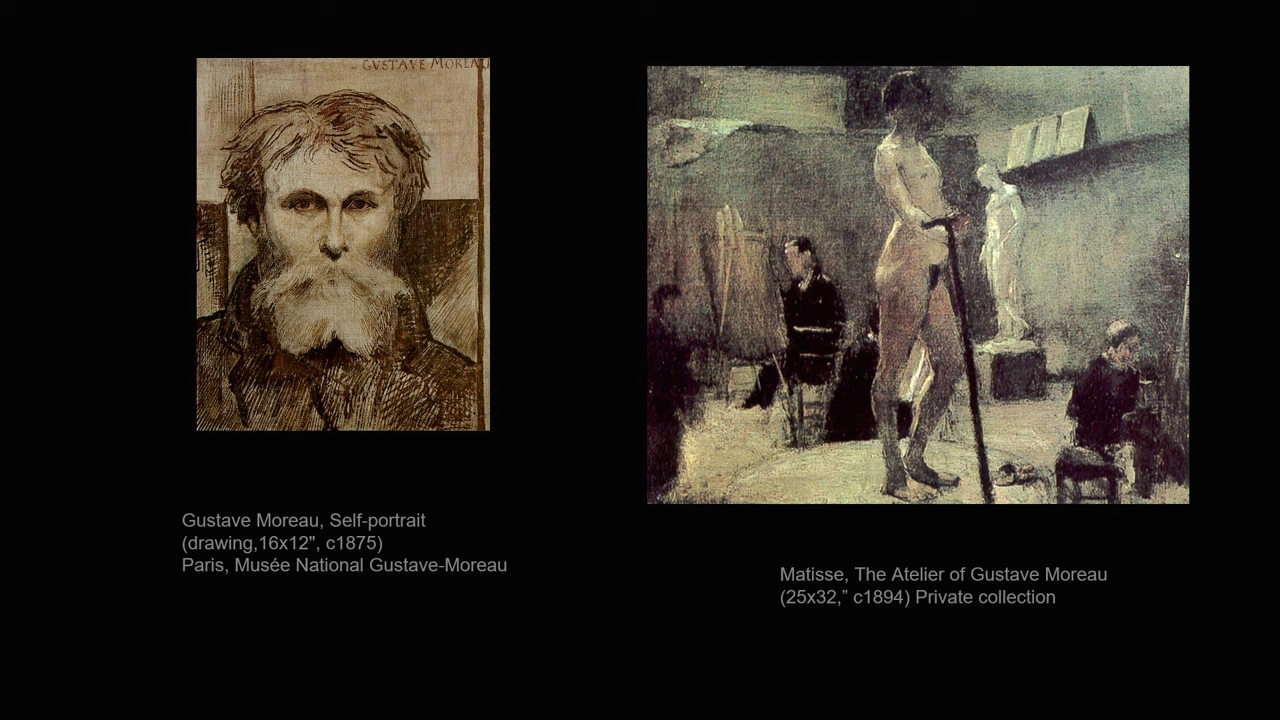 - GVSTAVE MOREAU
Gustave Moreau, Self-portrait
(drawing,16x12", c1875)
Paris, Musée National Gustave-Moreau
Matisse, The Atelier of Gustave Moreau
(25x32,” c1894) Private collection